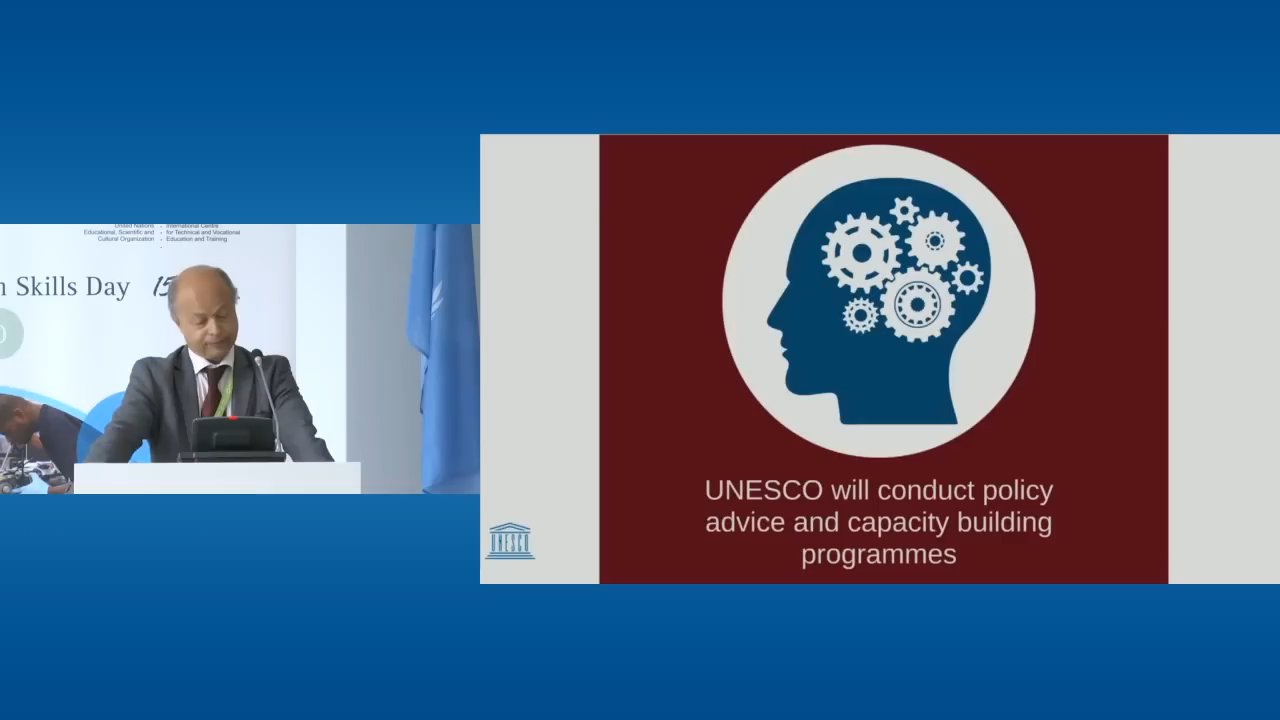 United Nations
Educational, Scientific and
Cultural Organization
International Centre
for Technical and Vocational
Education and Training
Skills Day
15
UNESCO
UNESCO will conduct policy
advice and capacity building
programmes